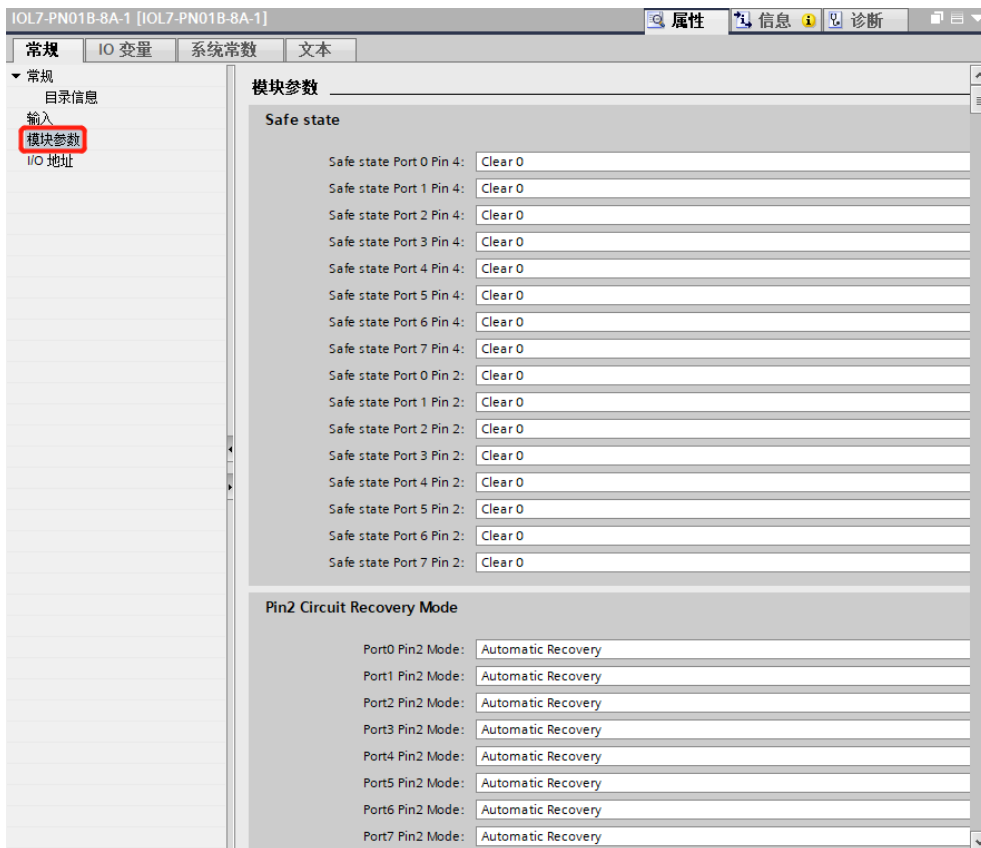 IOL7-PN01B-8A-1 [IOL7-PN01B-8A-1]
属性 信息 诊断
常规 IO 变量 系统常数 文本
常规
目录信息
输入
模块参数
I/O 地址
模块参数
Safe state
Safe state Port 0 Pin 4: Clear 0
Safe state Port 1 Pin 4: Clear 0
Safe state Port 2 Pin 4: Clear 0
Safe state Port 3 Pin 4: Clear 0
Safe state Port 4 Pin 4: Clear 0
Safe state Port 5 Pin 4: Clear 0
Safe state Port 6 Pin 4: Clear 0
Safe state Port 7 Pin 4: Clear 0
Safe state Port 0 Pin 2: Clear 0
Safe state Port 1 Pin 2: Clear 0
Safe state Port 2 Pin 2: Clear 0
Safe state Port 3 Pin 2: Clear 0
Safe state Port 4 Pin 2: Clear 0
Safe state Port 5 Pin 2: Clear 0
Safe state Port 6 Pin 2: Clear 0
Safe state Port 7 Pin 2: Clear 0
Pin2 Circuit Recovery Mode
Port0 Pin2 Mode: Automatic Recovery
Port1 Pin2 Mode: Automatic Recovery
Port2 Pin2 Mode: Automatic Recovery
Port3 Pin2 Mode: Automatic Recovery
Port4 Pin2 Mode: Automatic Recovery
Port5 Pin2 Mode: Automatic Recovery
Port6 Pin2 Mode: Automatic Recovery
Port7 Pin2 Mode: Automatic Recovery